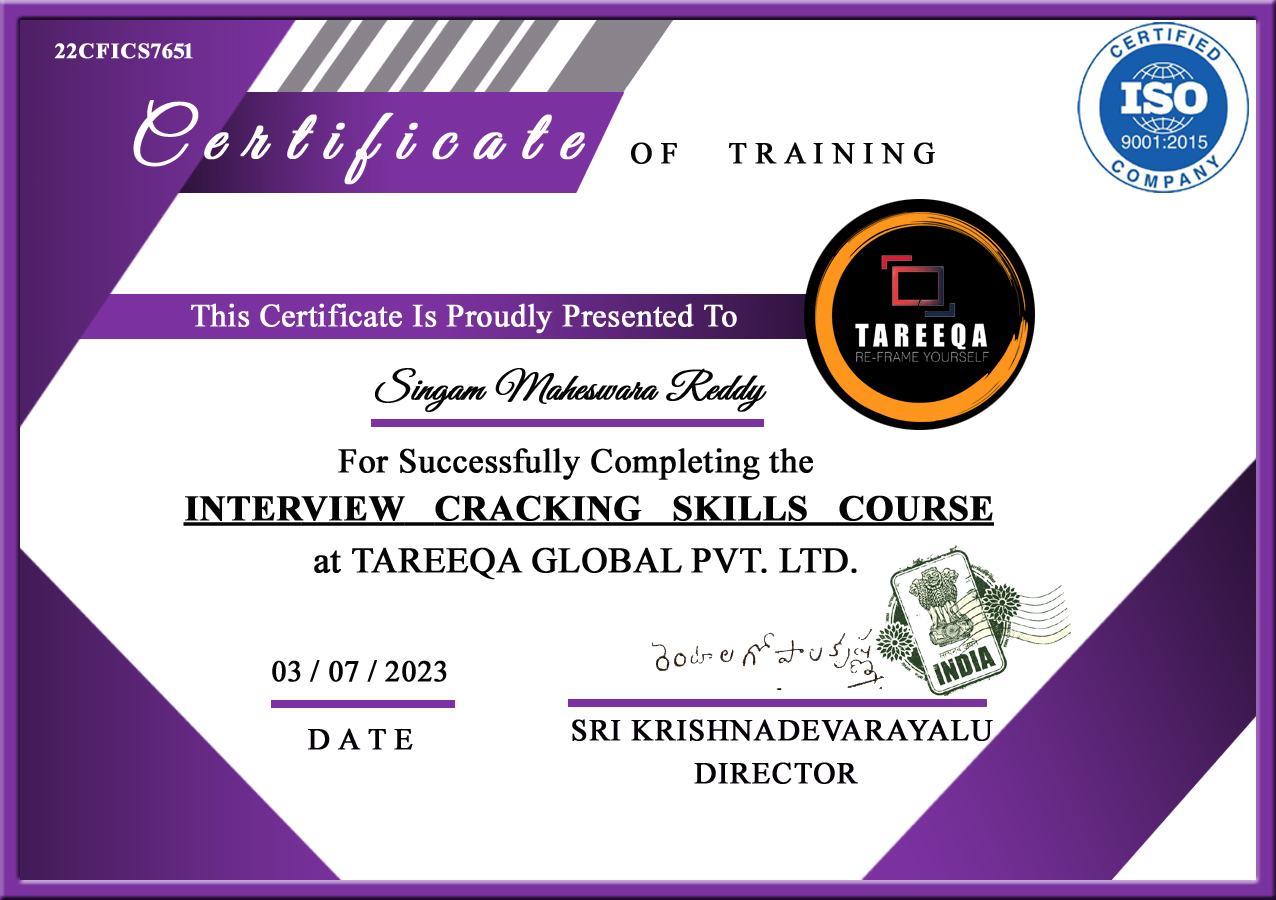 22CFICS7651
CERTIFIED
ISO
9001:2015
COMPANY
Certificate OF TRAINING
TAREEQA
RE-FRAME YOURSELF
This Certificate Is Proudly Presented To
Singam Maheswara Reddy
For Successfully Completing the
INTERVIEW CRACKING SKILLS COURSE
at TAREEQA GLOBAL PVT. LTD.
INDIA
03 / 07 / 2023
DATE
SRI KRISHNADEVARAYALU
DIRECTOR